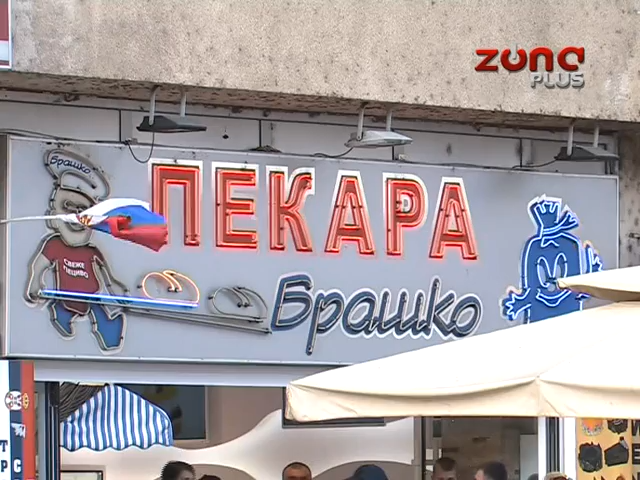 zona
PLUS
Брашко
ПЕКАРА
СВЕЖЕ
ПЕЦИВО
Брашко
Т
Р С